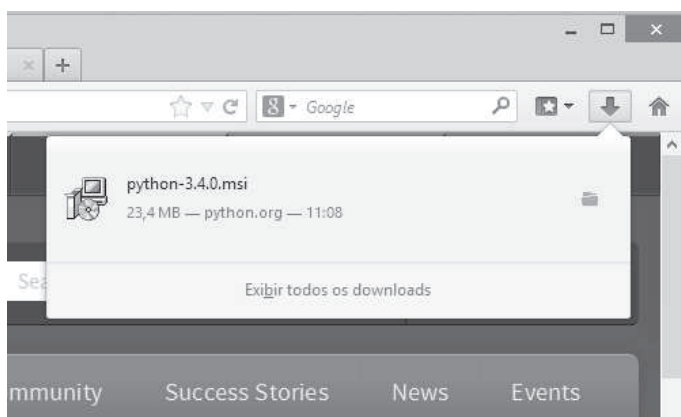 Google
python-3.4.0.msi
23,4 MB — python.org — 11:08
Sea
Exibir todos os downloads
mmunity Success Stories News Events